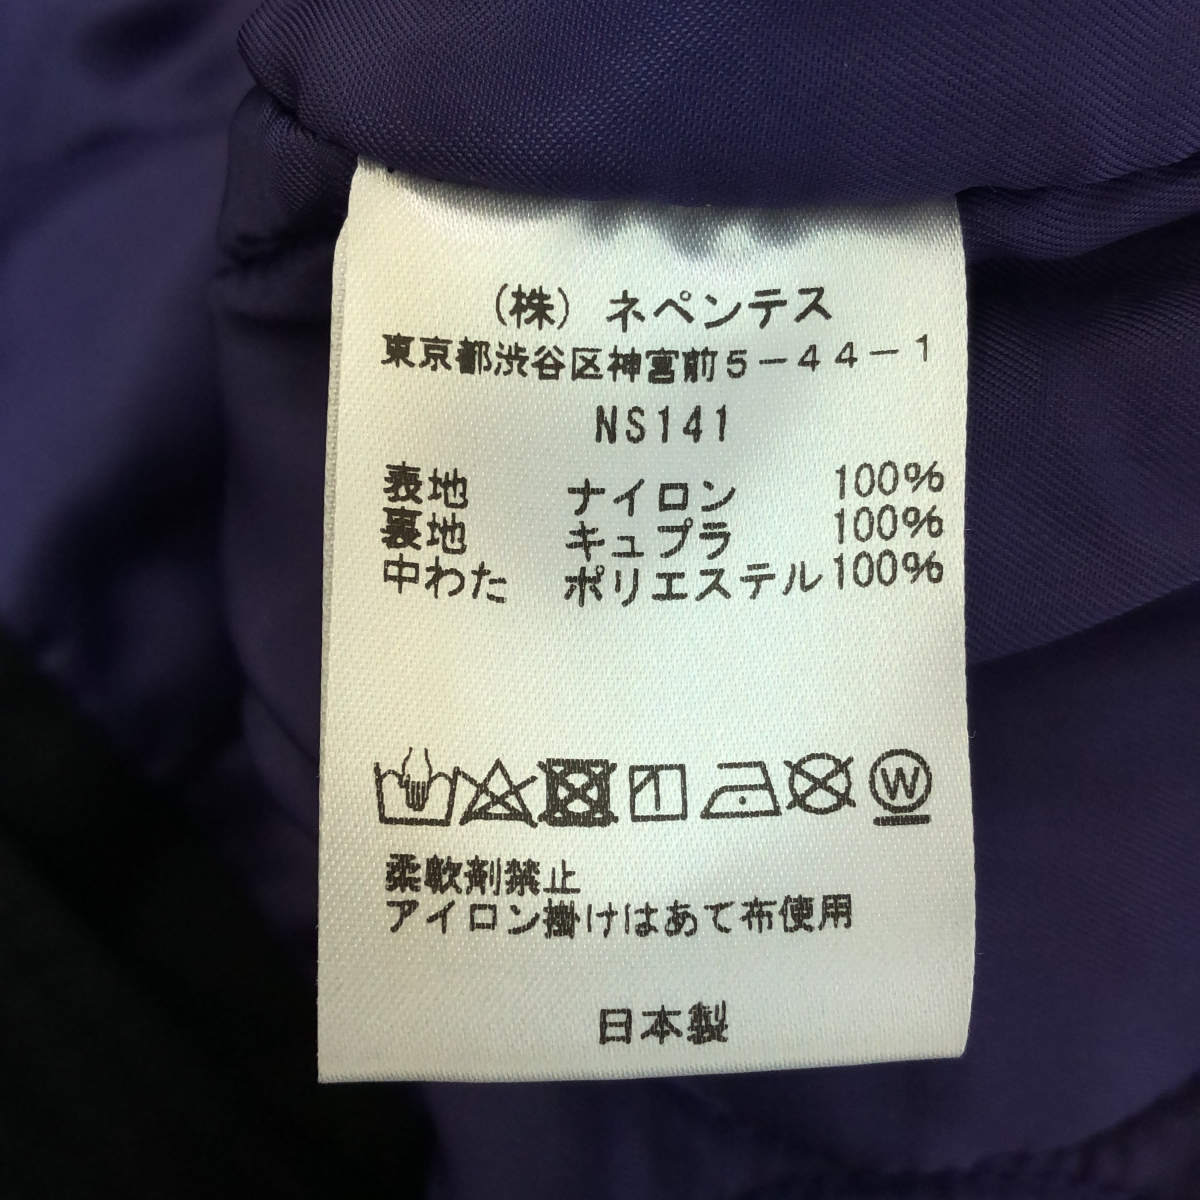 (株) ネペンテス
東京都渋谷区神宮前5-44-1
NS141
表地 ナイロン 100%
裏地 キュプラ 100%
中わた ポリエステル 100%
W
柔軟剤禁止
アイロン掛けはあて布使用
日本製